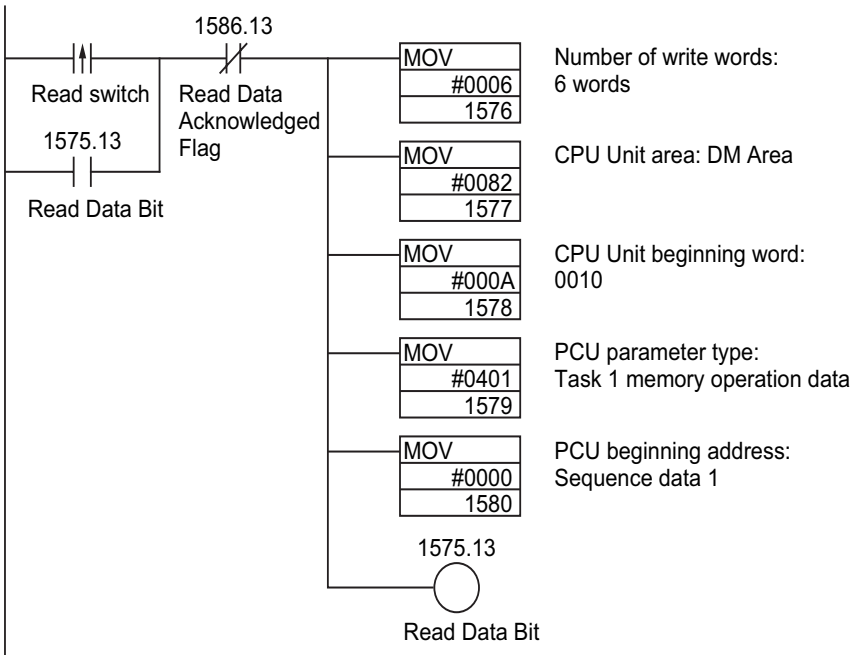 1586.13
Read switch
Read Data
Acknowledged
Flag
1575.13
Read Data Bit
MOV
#0006
1576
Number of write words:
6 words
MOV
#0082
1577
CPU Unit area: DM Area
MOV
#000A
1578
CPU Unit beginning word:
0010
MOV
#0401
1579
PCU parameter type:
Task 1 memory operation data
MOV
#0000
1580
PCU beginning address:
Sequence data 1
1575.13
Read Data Bit